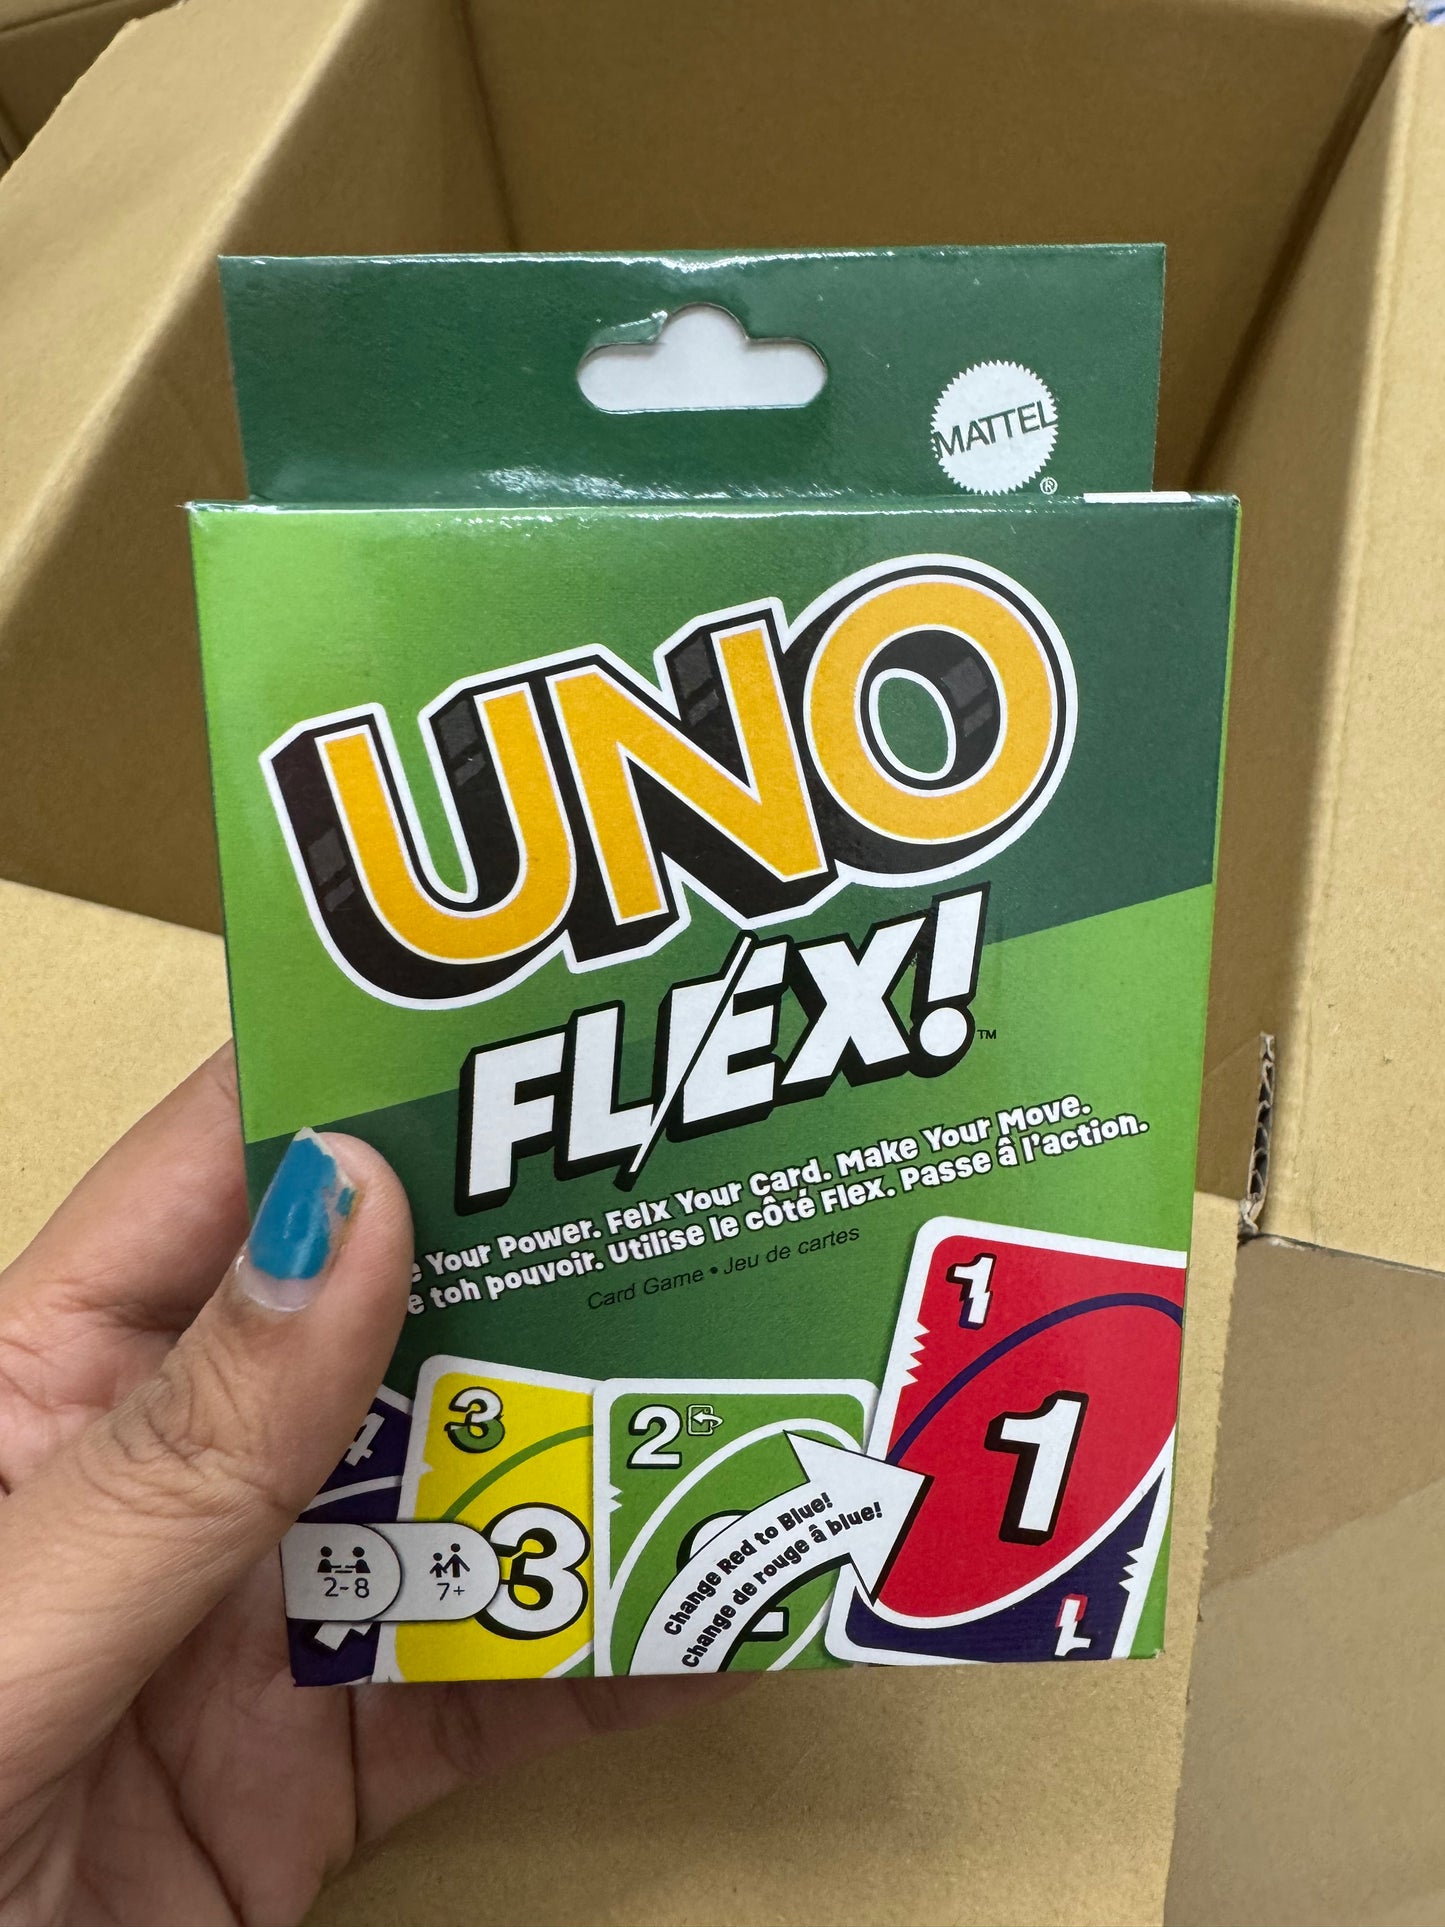 MATTEL
®
UNO
FLEX!
™
Your Power. Felx Your Card. Make Your Move.
toh pouvoir. Utilise le côté Flex. Passe â l'action.
Card Game • Jeu de cartes
1
3
2
1
3
Change Red to Blue!
Change de rouge â blue!
2-8
7+